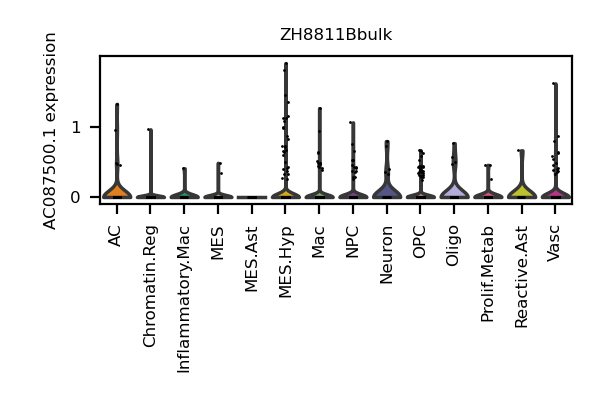 ZH8811Bbulk
AC087500.1 expression
1
0
AC
Chromatin.Reg
Inflammatory.Mac
MES
MES.Ast
MES.Hyp
Mac
NPC
Neuron
OPC
Oligo
Prolif.Metab
Reactive.Ast
Vasc